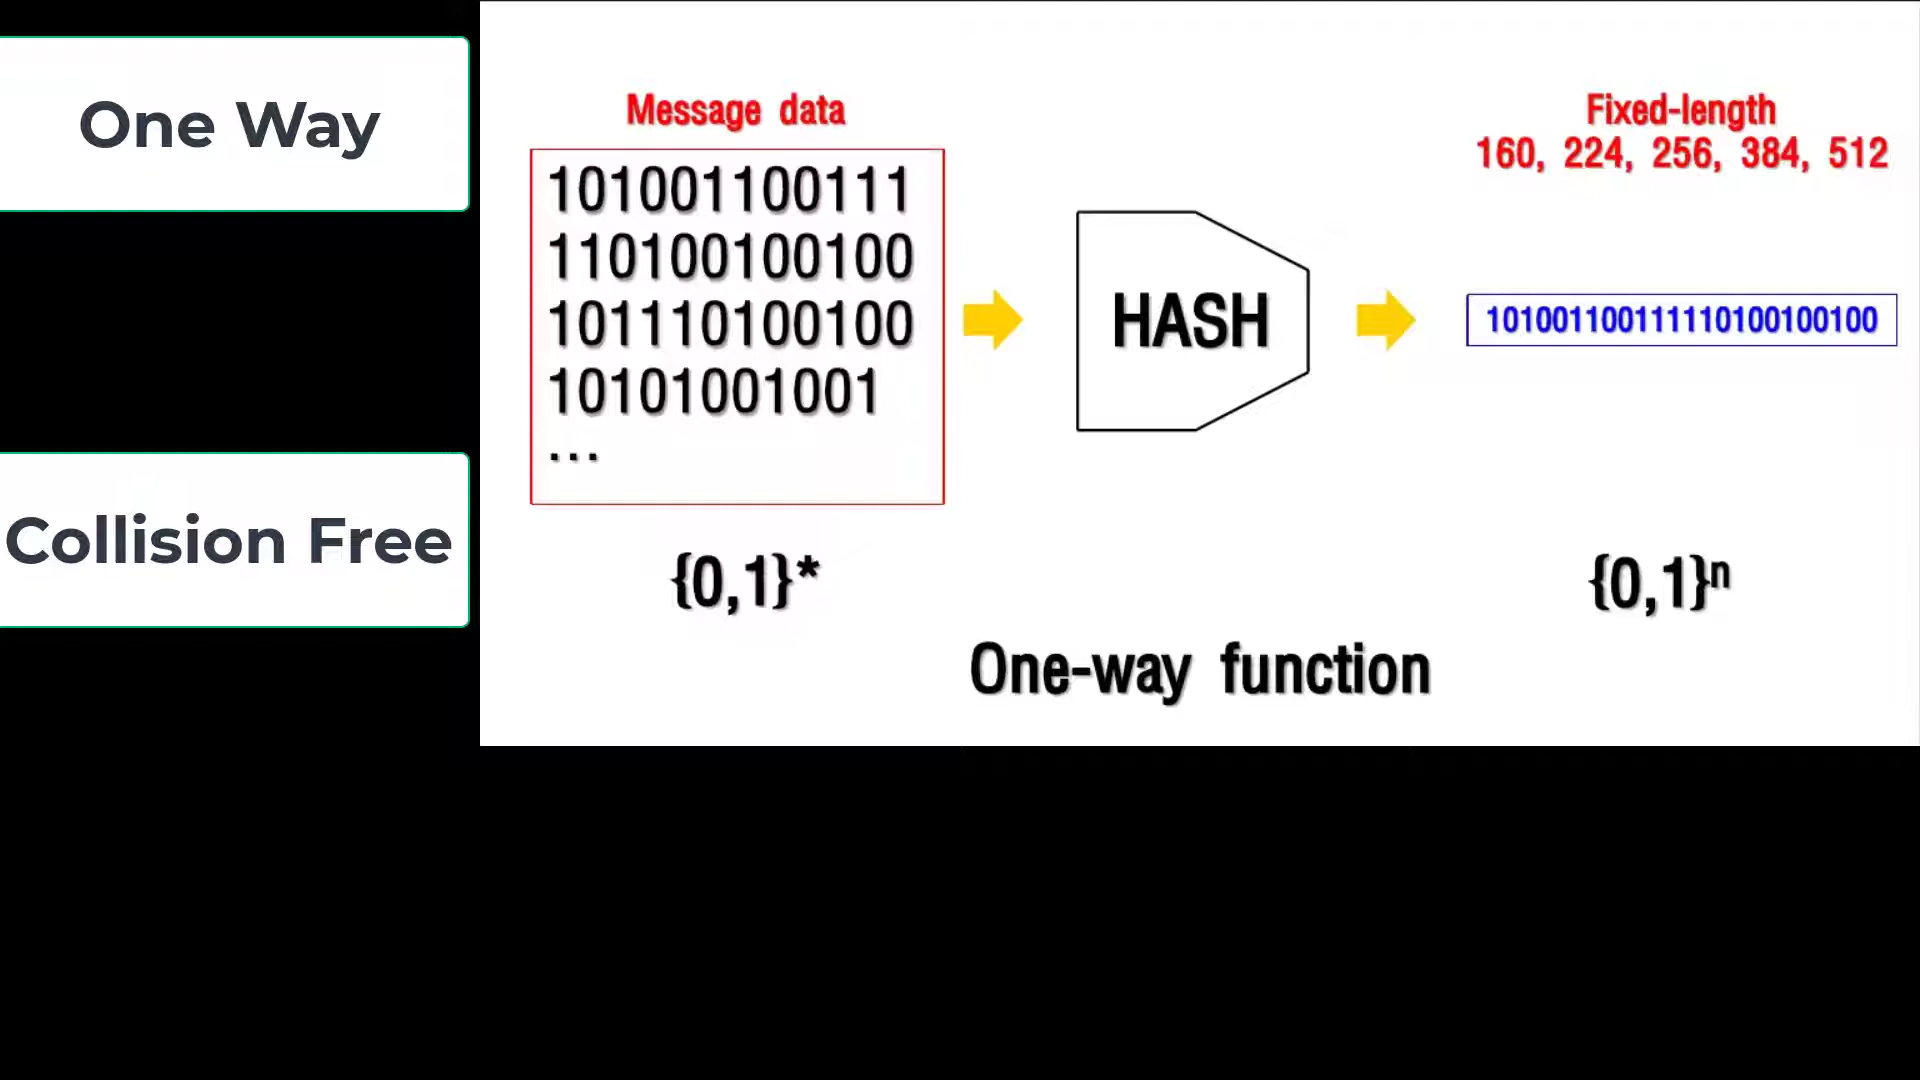 One Way
Collision Free
Message data
101001100111
110100100100
101110100100
10101001001
...
{0,1}*
HASH
Fixed-length
160, 224, 256, 384, 512
101001100111110100100100
{0,1}ⁿ
One-way function